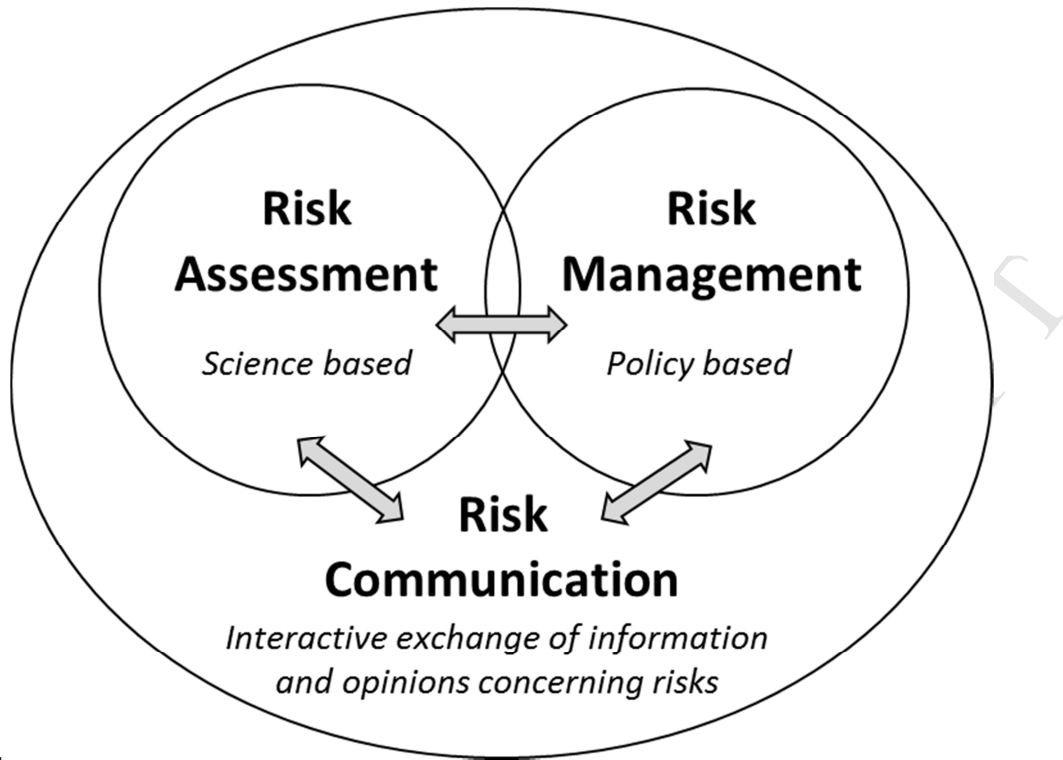 Risk
Assessment
Science based
Risk
Management
Policy based
Risk
Communication
Interactive exchange of information
and opinions concerning risks